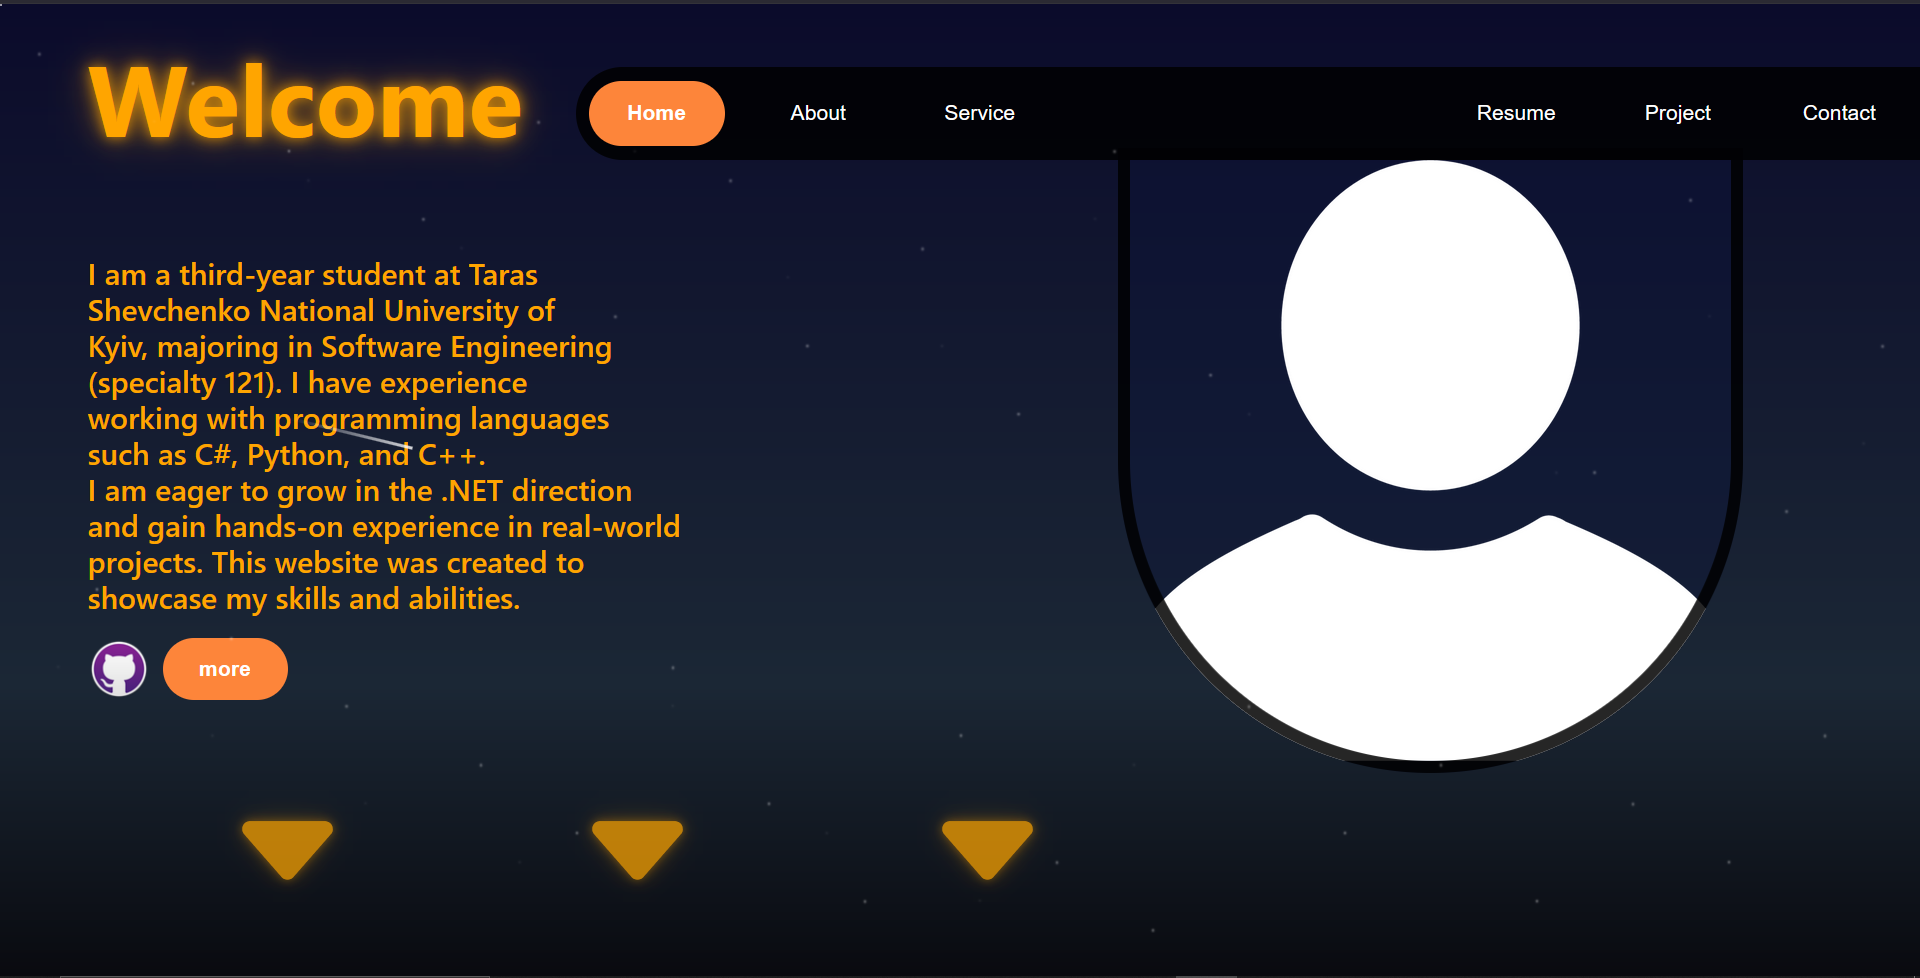 Welcome
Home About Service Resume Project Contact
I am a third-year student at Taras
Shevchenko National University of
Kyiv, majoring in Software Engineering
(specialty 121). I have experience
working with programming languages
such as C#, Python, and C++.
I am eager to grow in the .NET direction
and gain hands-on experience in real-world
projects. This website was created to
showcase my skills and abilities.
more